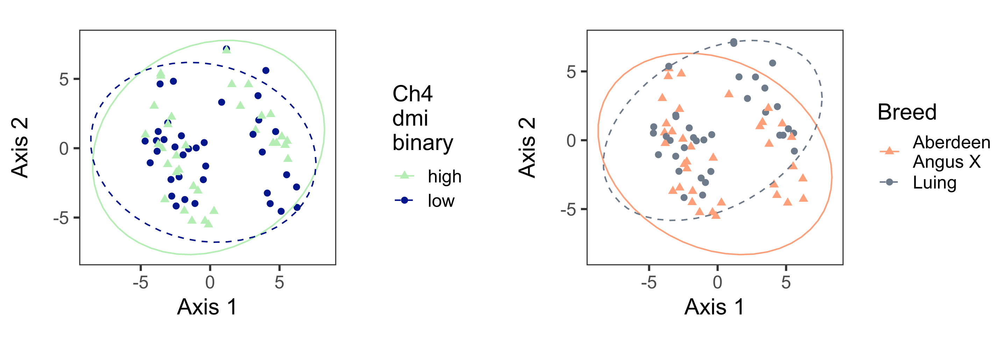 Axis 2
5
0
-5
-5 0 5
Axis 1
Ch4
dmi
binary
high
low
Axis 2
5
0
-5
-5 0 5
Axis 1
Breed
Aberdeen
Angus X
Luing